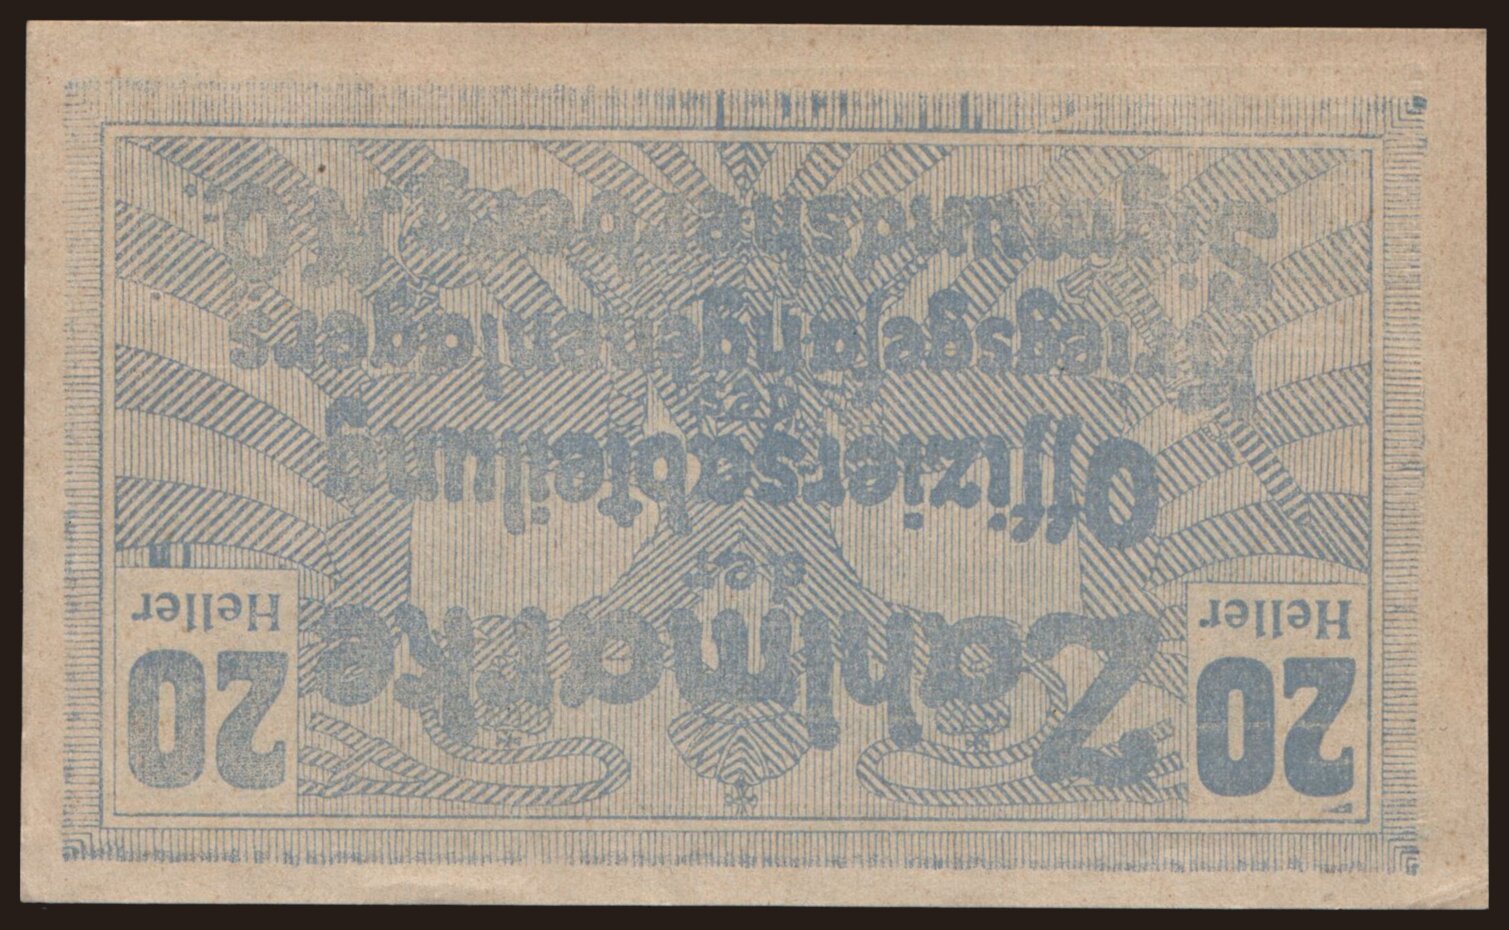 20
Heller
Zahlmarke
20
Heller
der
Offiziersabteilung
des
Kriegsgefangenenlagers
Sigmundsherberg, N.Ö.